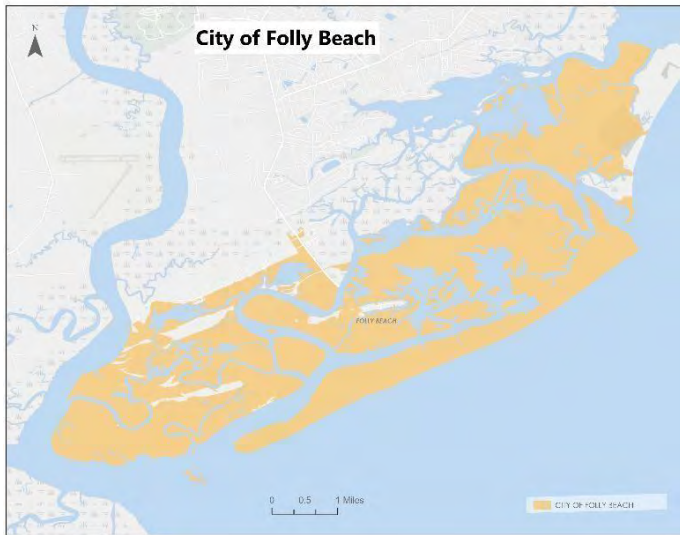 City of Folly Beach
N
FOLLY BEACH
0 0.5 1 Miles
CITY OF FOLLY BEACH